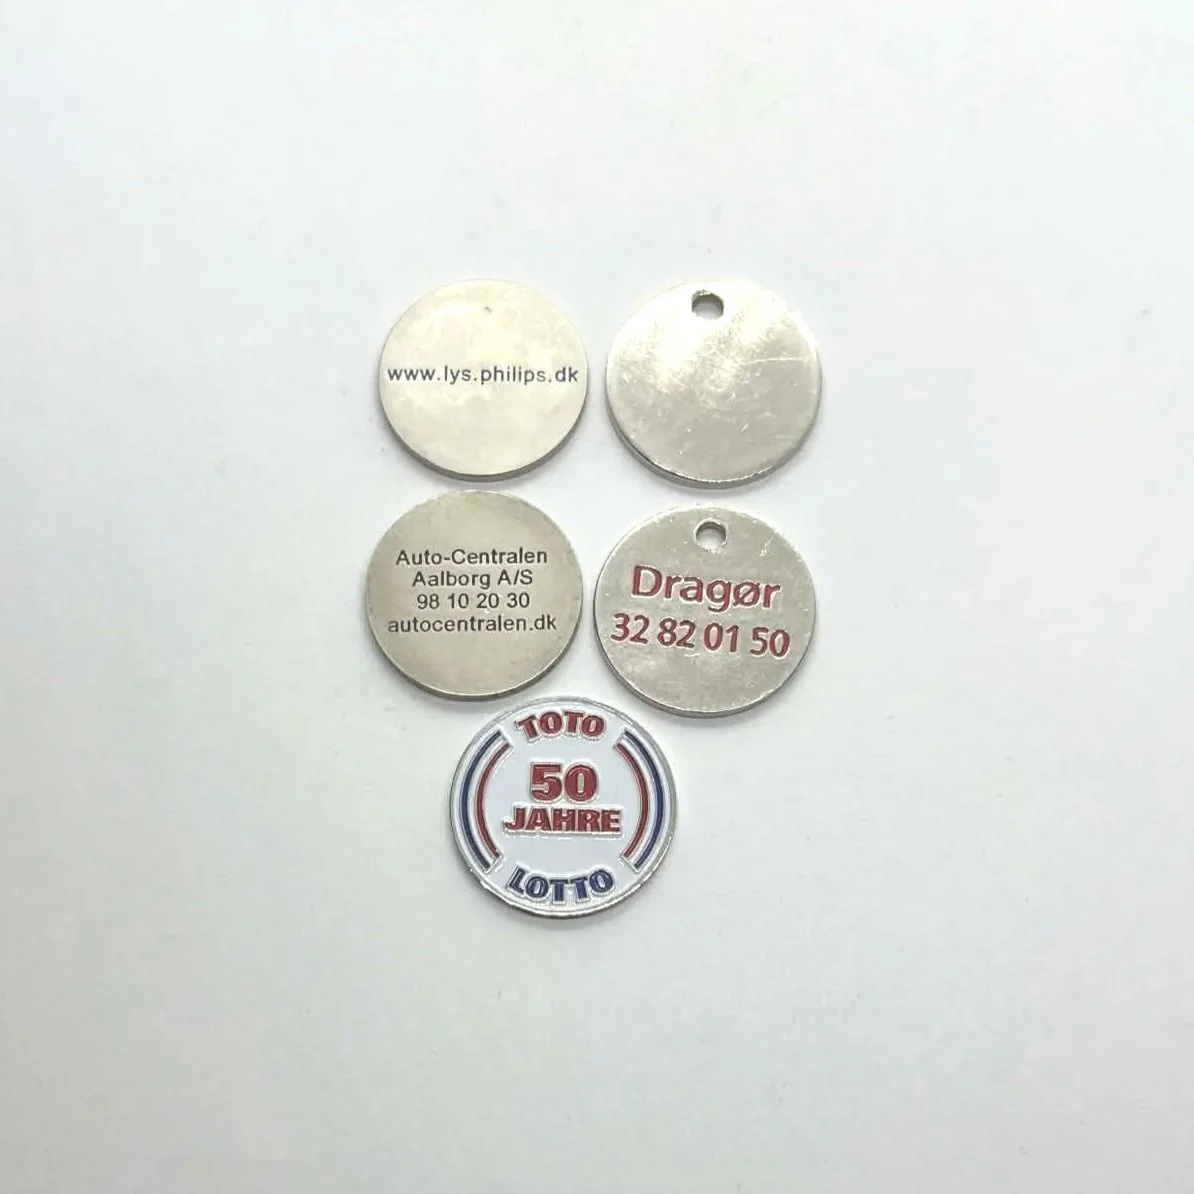 www.lys.philips.dk
Auto-Centralen
Aalborg A/S
98 10 20 30
autocentralen.dk
Dragør
32 82 01 50
TOTO
50
JAHRE
LOTTO